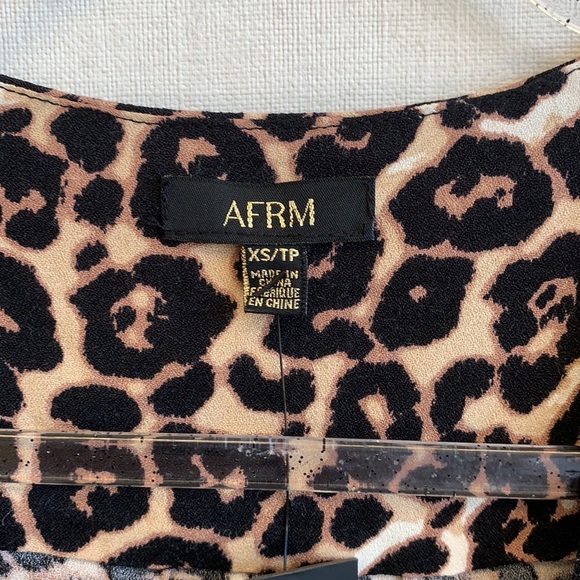 AFRM
XS/TP
MADE IN
CHINA
FABRIQUE
EN CHINE